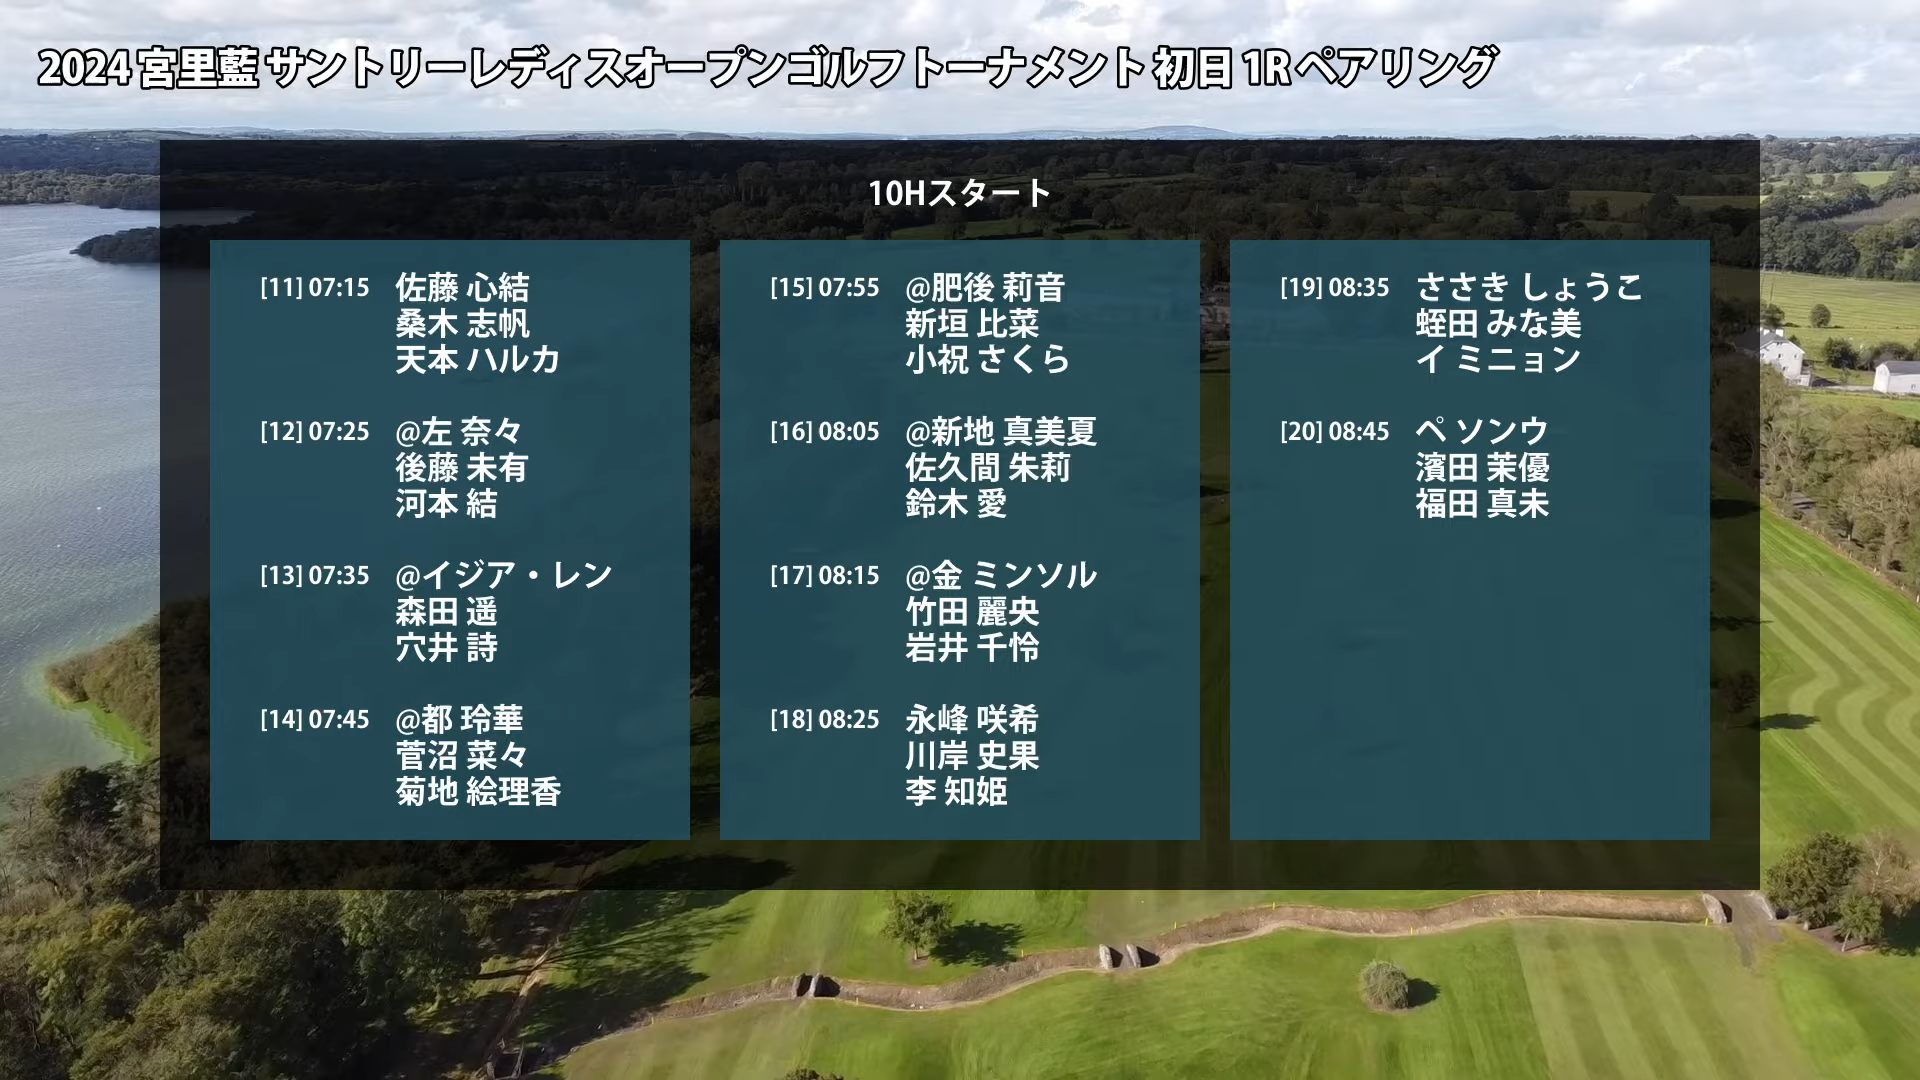 2024 宮里藍 サントリーレディスオープンゴルフトーナメント 初日 1R ペアリング
10Hスタート
[11] 07:15 佐藤 心結
桑木 志帆
天本 ハルカ
[12] 07:25 @左 奈々
後藤 未有
河本 結
[13] 07:35 @イジア・レン
森田 遥
穴井 詩
[14] 07:45 @都 玲華
菅沼 菜々
菊地 絵理香
[15] 07:55 @肥後 莉音
新垣 比菜
小祝 さくら
[16] 08:05 @新地 真美夏
佐久間 朱莉
鈴木 愛
[17] 08:15 @金 ミンソル
竹田 麗央
岩井 千怜
[18] 08:25 永峰 咲希
川岸 史果
李 知姫
[19] 08:35 ささき しょうこ
蛭田 みな美
イ ミニョン
[20] 08:45 ペ ソンウ
濱田 茉優
福田 真未